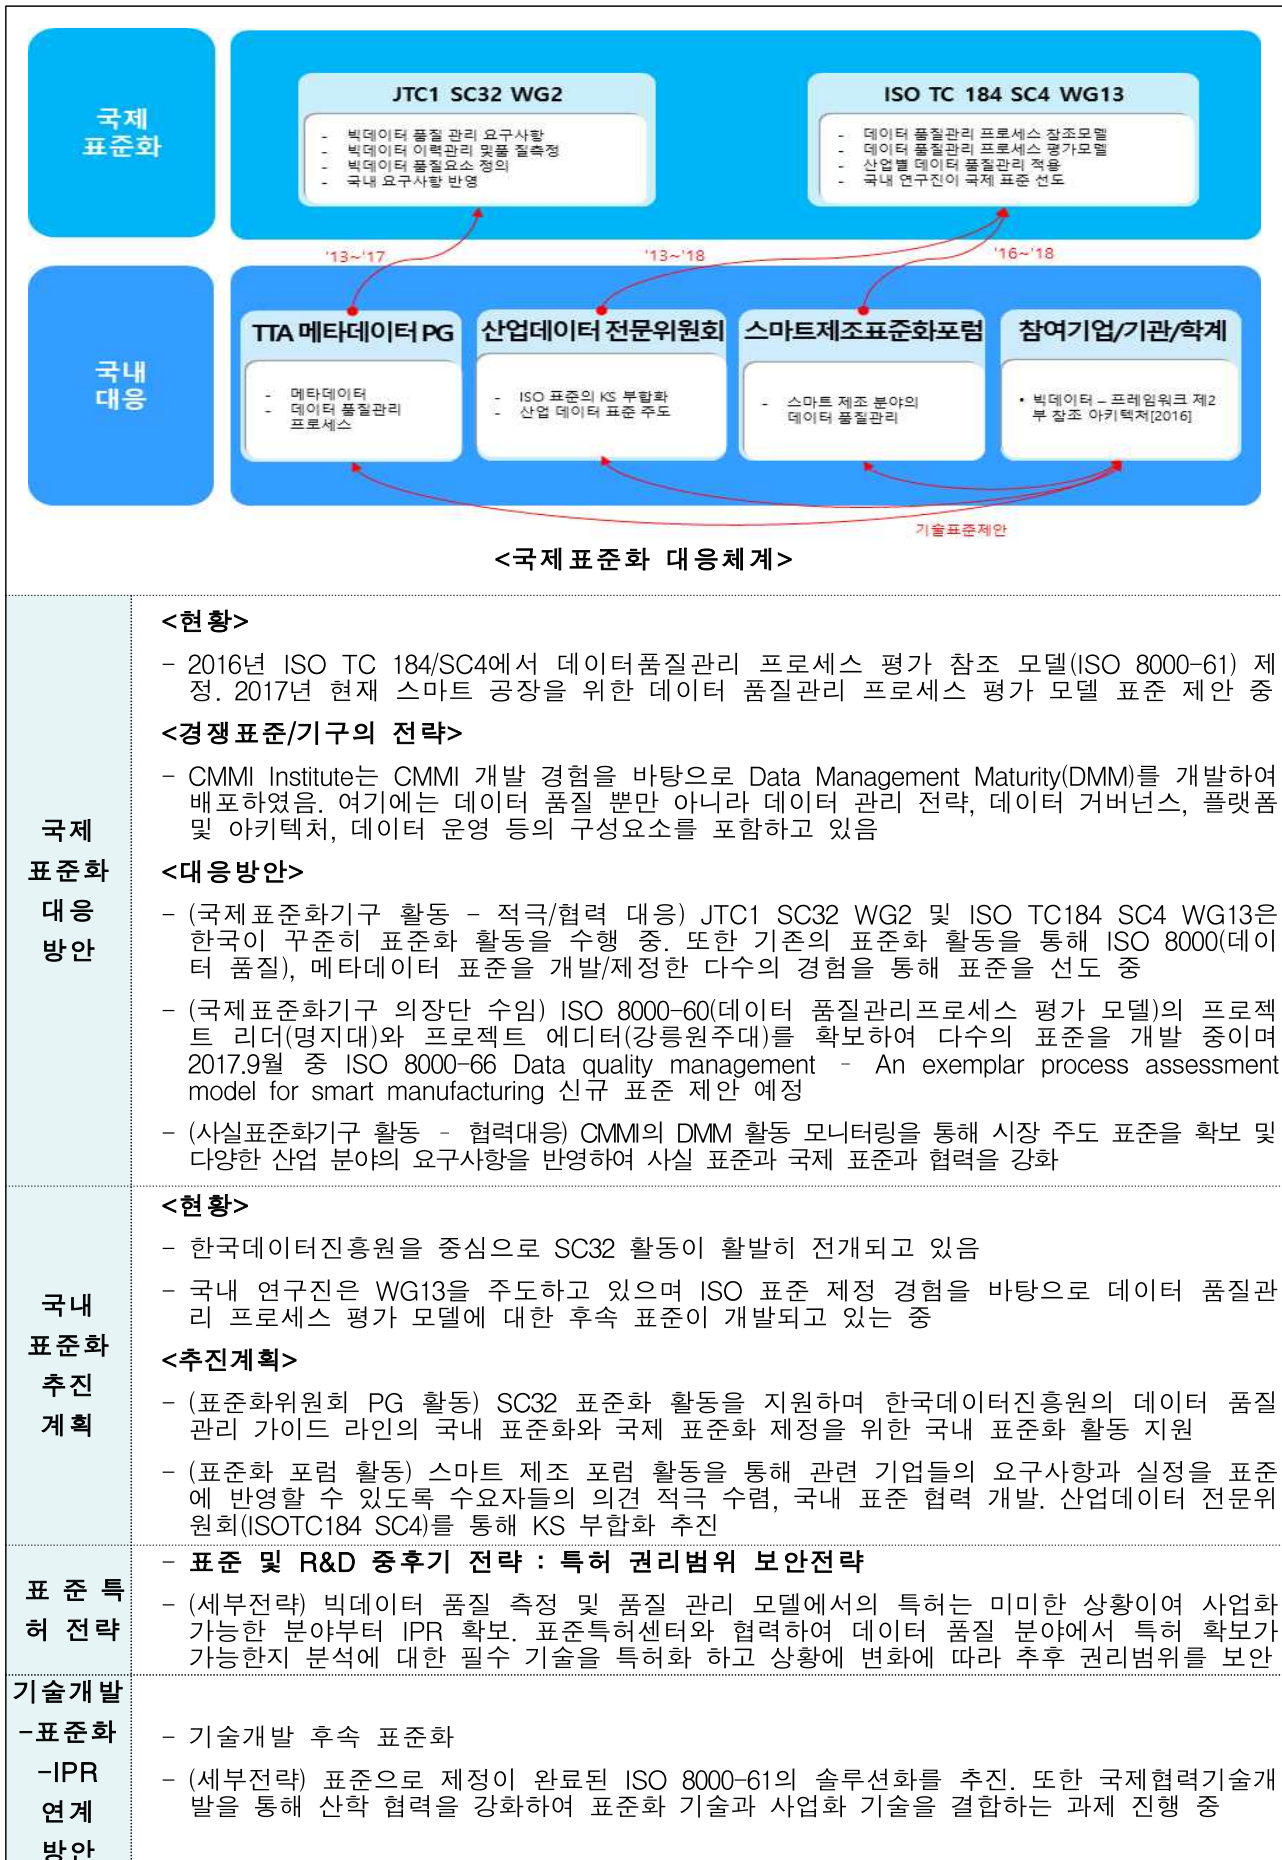 국제
표준화
JTC1 SC32 WG2
- 빅데이터 품질 관리 요구사항
- 빅데이터 이력관리 및품 질측정
- 빅데이터 품질요소 정의
- 국내 요구사항 반영
ISO TC 184 SC4 WG13
- 데이터 품질관리 프로세스 참조모델
- 데이터 품질관리 프로세스 평가모델
- 산업별 데이터 품질관리 적용
- 국내 연구진이 국제 표준 선도
'13~'17
'13~'18
'16~'18
국내
대응
TTA 메타데이터 PG
- 메타데이터
- 데이터 품질관리
프로세스
산업데이터 전문위원회
- ISO 표준의 KS 부합화
- 산업 데이터 표준 주도
스마트제조표준화포럼
- 스마트 제조 분야의
데이터 품질관리
참여기업/기관/학계
• 빅데이터 – 프레임워크 제2
부 참조 아키텍처[2016]
기술표준제안
<국제표준화 대응체계>
국제
표준화
대응
방안
<현황>
- 2016년 ISO TC 184/SC4에서 데이터품질관리 프로세스 평가 참조 모델(ISO 8000-61) 제
정. 2017년 현재 스마트 공장을 위한 데이터 품질관리 프로세스 평가 모델 표준 제안 중
<경쟁표준/기구의 전략>
- CMMI Institute는 CMMI 개발 경험을 바탕으로 Data Management Maturity(DMM)를 개발하여
배포하였음. 여기에는 데이터 품질 뿐만 아니라 데이터 관리 전략, 데이터 거버넌스, 플랫폼
및 아키텍처, 데이터 운영 등의 구성요소를 포함하고 있음
<대응방안>
- (국제표준화기구 활동 - 적극/협력 대응) JTC1 SC32 WG2 및 ISO TC184 SC4 WG13은
한국이 꾸준히 표준화 활동을 수행 중. 또한 기존의 표준화 활동을 통해 ISO 8000(데이
터 품질), 메타데이터 표준을 개발/제정한 다수의 경험을 통해 표준을 선도 중
- (국제표준화기구 의장단 수임) ISO 8000-60(데이터 품질관리프로세스 평가 모델)의 프로젝
트 리더(명지대)와 프로젝트 에디터(강릉원주대)를 확보하여 다수의 표준을 개발 중이며
2017.9월 중 ISO 8000-66 Data quality management – An exemplar process assessment
model for smart manufacturing 신규 표준 제안 예정
- (사실표준화기구 활동 – 협력대응) CMMI의 DMM 활동 모니터링을 통해 시장 주도 표준을 확보 및
다양한 산업 분야의 요구사항을 반영하여 사실 표준과 국제 표준과 협력을 강화
국내
표준화
추진
계획
<현황>
- 한국데이터진흥원을 중심으로 SC32 활동이 활발히 전개되고 있음
- 국내 연구진은 WG13을 주도하고 있으며 ISO 표준 제정 경험을 바탕으로 데이터 품질관
리 프로세스 평가 모델에 대한 후속 표준이 개발되고 있는 중
<추진계획>
- (표준화위원회 PG 활동) SC32 표준화 활동을 지원하며 한국데이터진흥원의 데이터 품질
관리 가이드 라인의 국내 표준화와 국제 표준화 제정을 위한 국내 표준화 활동 지원
- (표준화 포럼 활동) 스마트 제조 포럼 활동을 통해 관련 기업들의 요구사항과 실정을 표준
에 반영할 수 있도록 수요자들의 의견 적극 수렴, 국내 표준 협력 개발. 산업데이터 전문위
원회(ISOTC184 SC4)를 통해 KS 부합화 추진
표 준 특
허 전략
- 표준 및 R&D 중후기 전략 : 특허 권리범위 보안전략
- (세부전략) 빅데이터 품질 측정 및 품질 관리 모델에서의 특허는 미미한 상황이여 사업화
가능한 분야부터 IPR 확보. 표준특허센터와 협력하여 데이터 품질 분야에서 특허 확보가
가능한지 분석에 대한 필수 기술을 특허화 하고 상황에 변화에 따라 추후 권리범위를 보안
기술개발
-표준화
-IPR
연계
방안
- 기술개발 후속 표준화
- (세부전략) 표준으로 제정이 완료된 ISO 8000-61의 솔루션화를 추진. 또한 국제협력기술개
발을 통해 산학 협력을 강화하여 표준화 기술과 사업화 기술을 결합하는 과제 진행 중